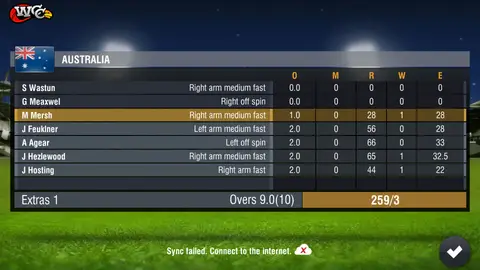 WCC
AUSTRALIA
O M R W E
S Wastun Right arm medium fast 0.0 0 0 0 0
G Meaxwel Right off spin 0.0 0 0 0 0
M Mersh Right arm medium fast 1.0 0 28 1 28
J Feuklner Left arm medium fast 2.0 0 56 0 28
A Agear Left off spin 2.0 0 66 0 33
J Hezlewood Right arm medium fast 2.0 0 65 1 32.5
J Hosting Right arm fast 2.0 0 44 1 22
Extras 1 Overs 9.0(10) 259/3
Sync failed. Connect to the internet.